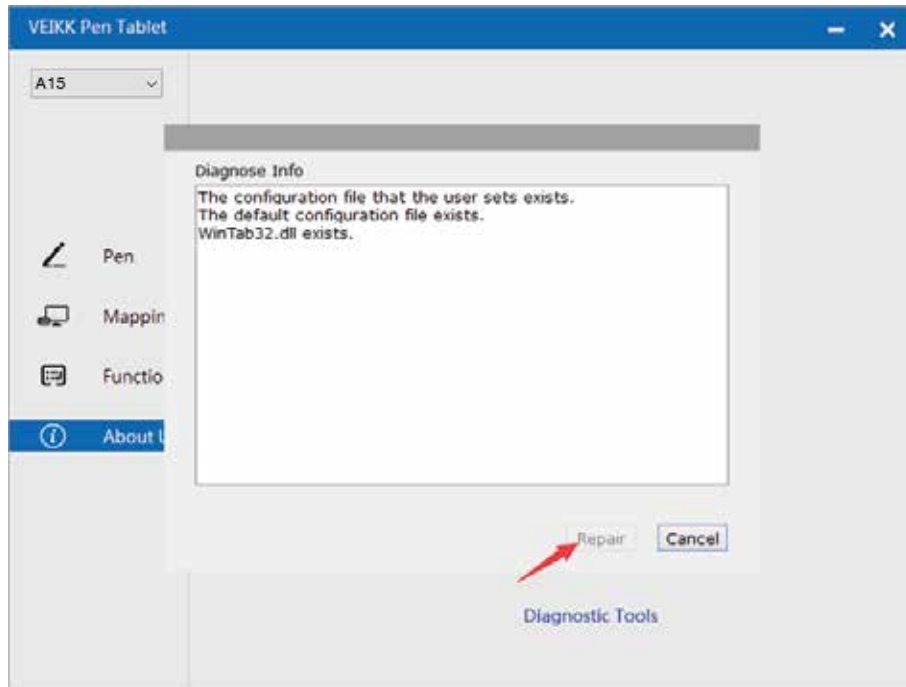 VEIKK Pen Tablet
A15
Diagnose Info
The configuration file that the user sets exists.
The default configuration file exists.
WinTab32.dll exists.
Pen
Mappin
Functio
About U
Repair
Cancel
Diagnostic Tools